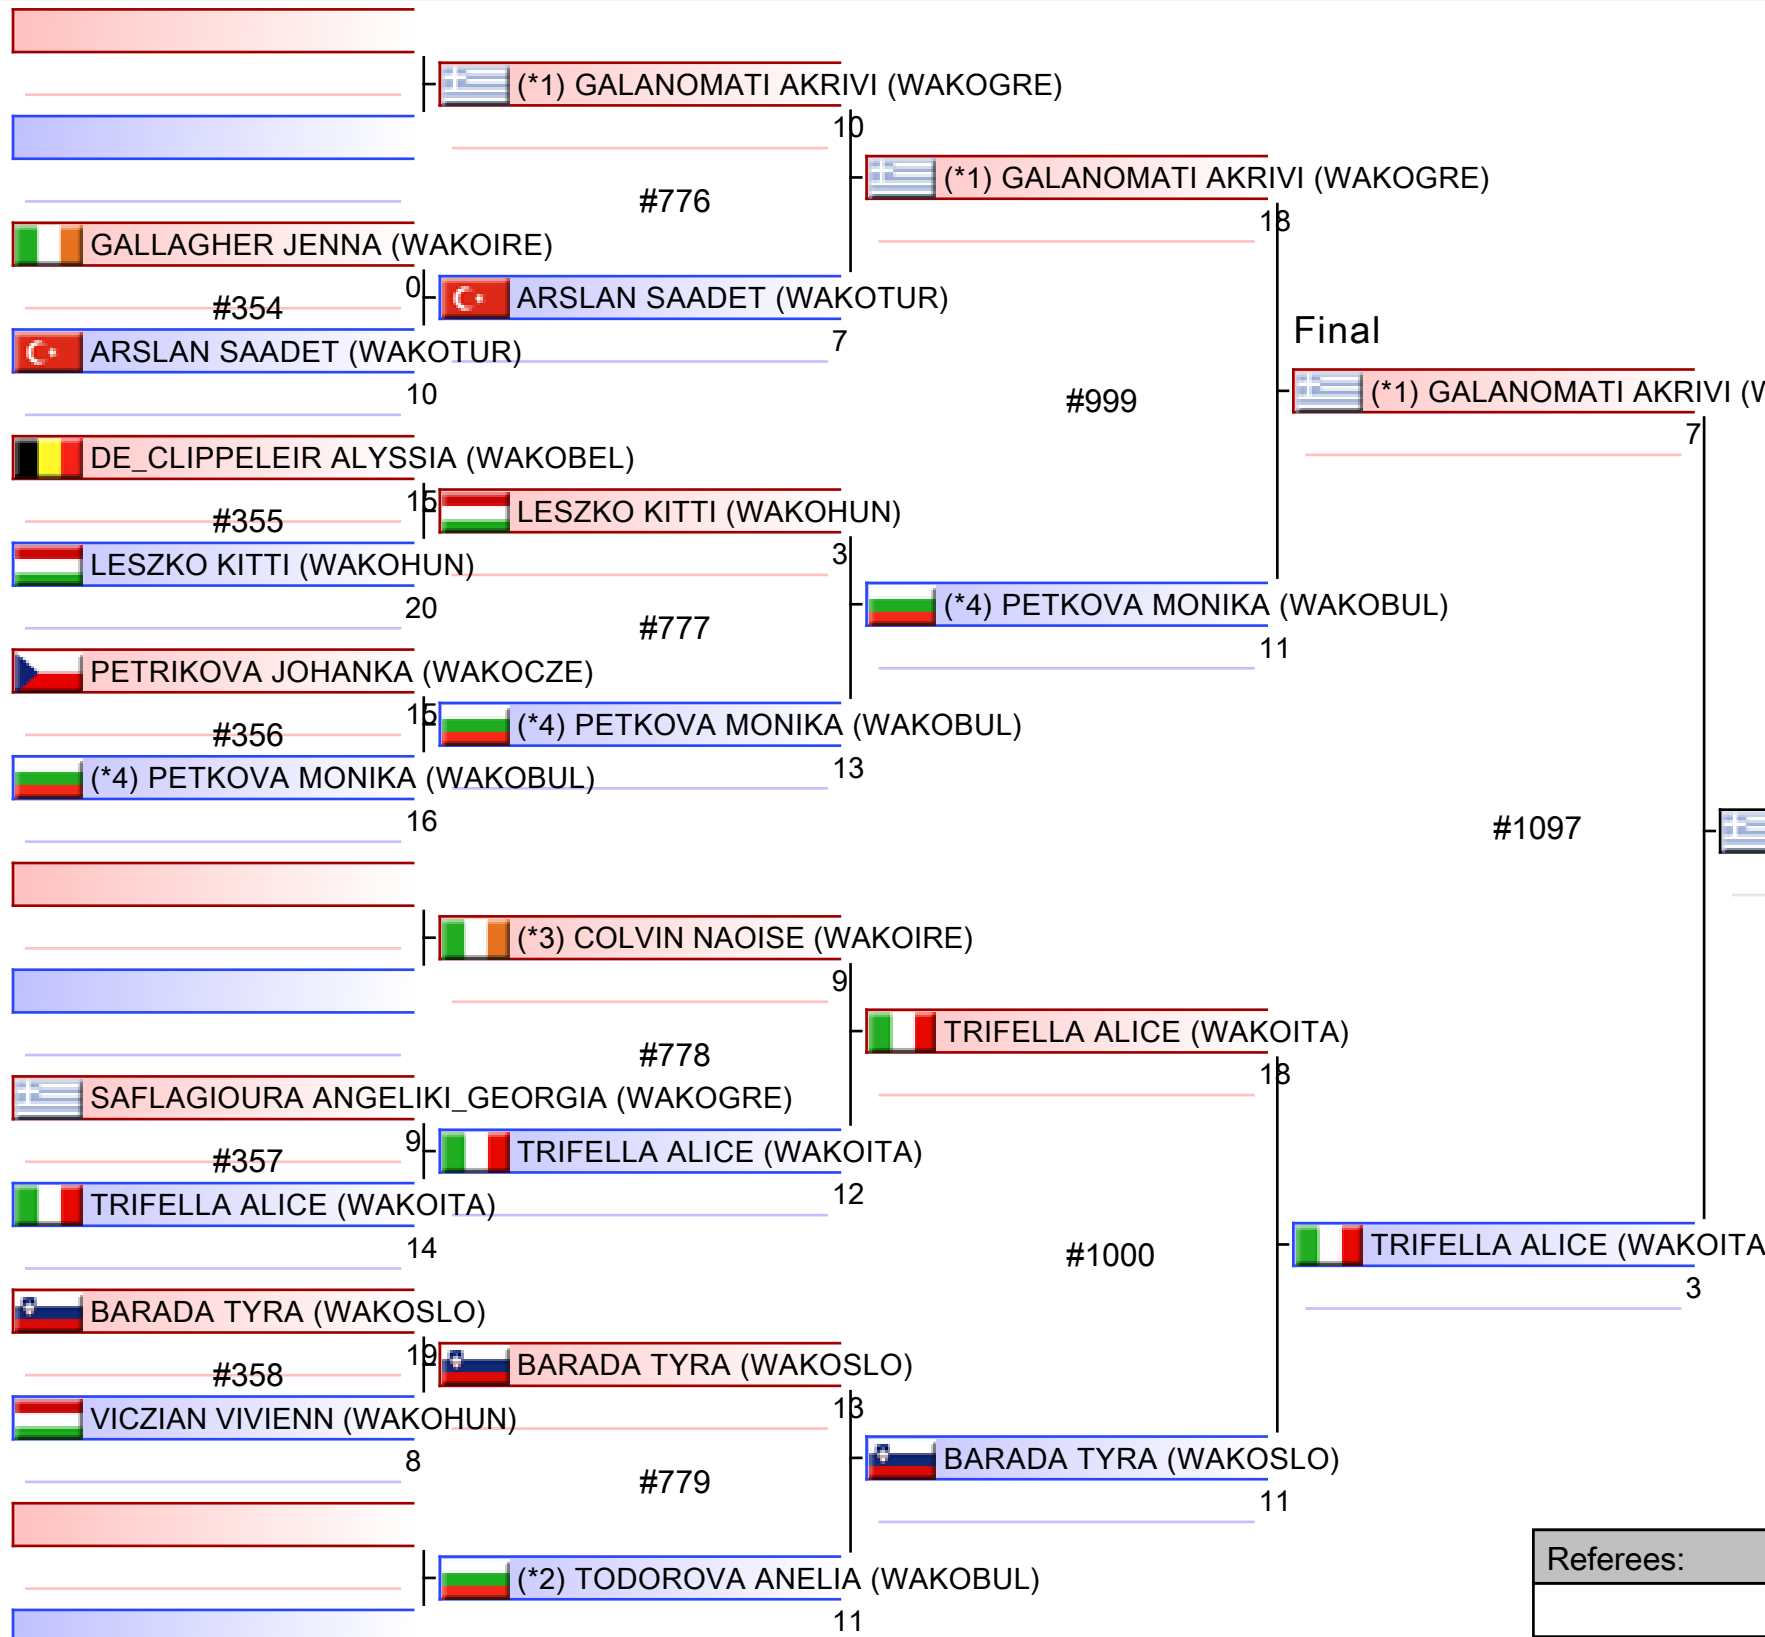 (*1) GALANOMATI AKRIVI (WAKOGRE)
10
(*1) GALANOMATI AKRIVI (WAKOGRE)
18
#776
GALLAGHER JENNA (WAKOIRE)
0
#354
ARSLAN SAADET (WAKOTUR)
7
ARSLAN SAADET (WAKOTUR)
10
Final
(*1) GALANOMATI AKRIVI (W
7
#999
DE_CLIPPELEIR ALYSSIA (WAKOBEL)
15
#355
LESZKO KITTI (WAKOHUN)
3
LESZKO KITTI (WAKOHUN)
20
#777
(*4) PETKOVA MONIKA (WAKOBUL)
11
PETRIKOVA JOHANKA (WAKOCZE)
15
#356
(*4) PETKOVA MONIKA (WAKOBUL)
13
(*4) PETKOVA MONIKA (WAKOBUL)
16
#1097
(*3) COLVIN NAOISE (WAKOIRE)
9
TRIFELLA ALICE (WAKOITA)
18
#778
SAFLAGIOURA ANGELIKI_GEORGIA (WAKOGRE)
9
#357
TRIFELLA ALICE (WAKOITA)
12
TRIFELLA ALICE (WAKOITA)
14
#1000
TRIFELLA ALICE (WAKOITA
3
BARADA TYRA (WAKOSLO)
19
#358
BARADA TYRA (WAKOSLO)
13
VICZIAN VIVIENN (WAKOHUN)
8
#779
BARADA TYRA (WAKOSLO)
11
(*2) TODOROVA ANELIA (WAKOBUL)
11
Referees: